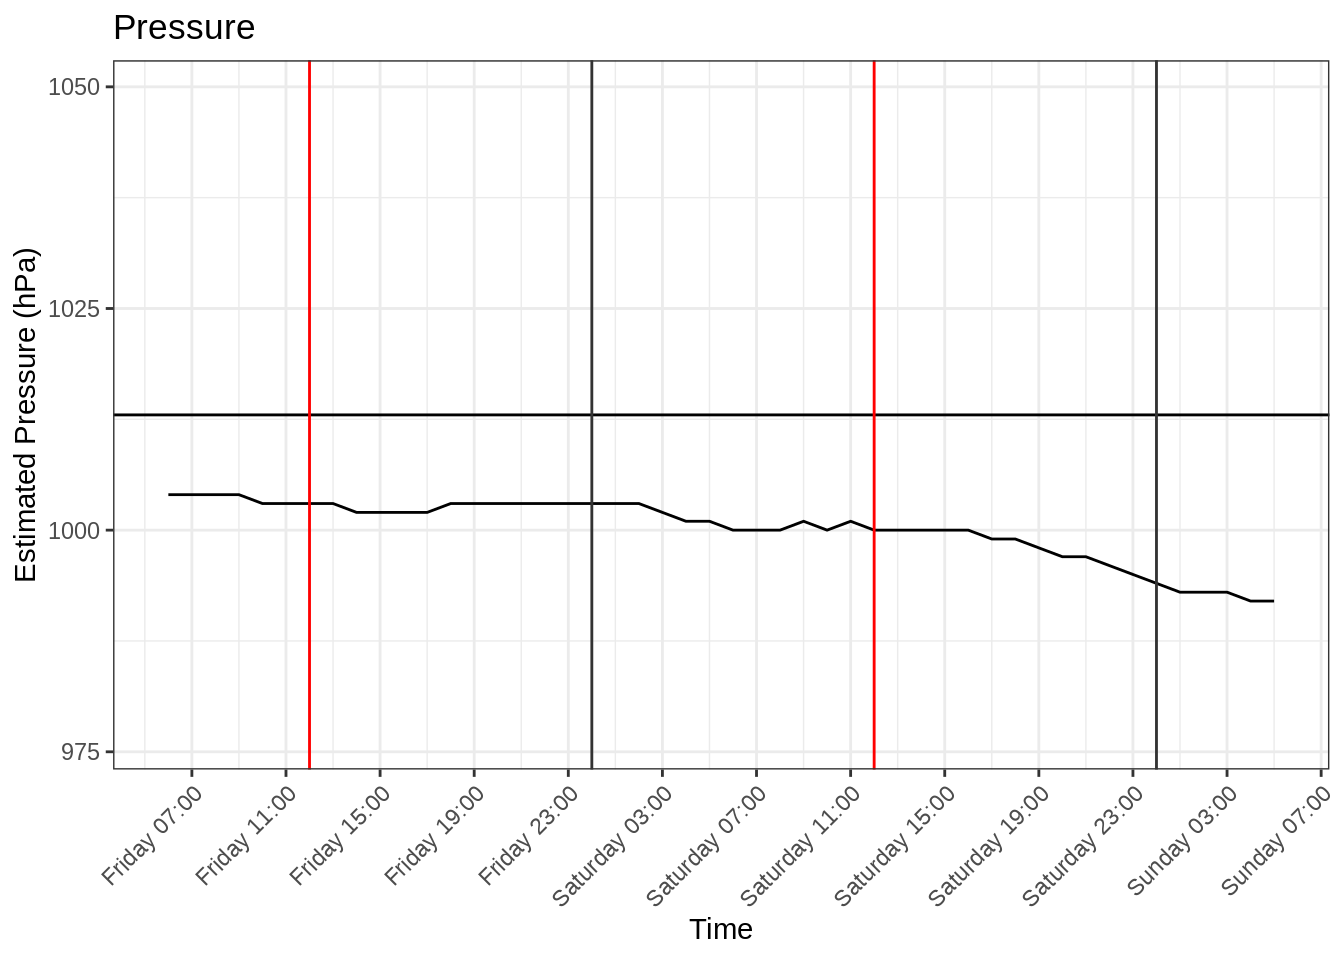 Pressure
Estimated Pressure (hPa)
1050
1025
1000
975
Friday 07:00
Friday 11:00
Friday 15:00
Friday 19:00
Friday 23:00
Saturday 03:00
Saturday 07:00
Saturday 11:00
Saturday 15:00
Saturday 19:00
Saturday 23:00
Sunday 03:00
Sunday 07:00
Time